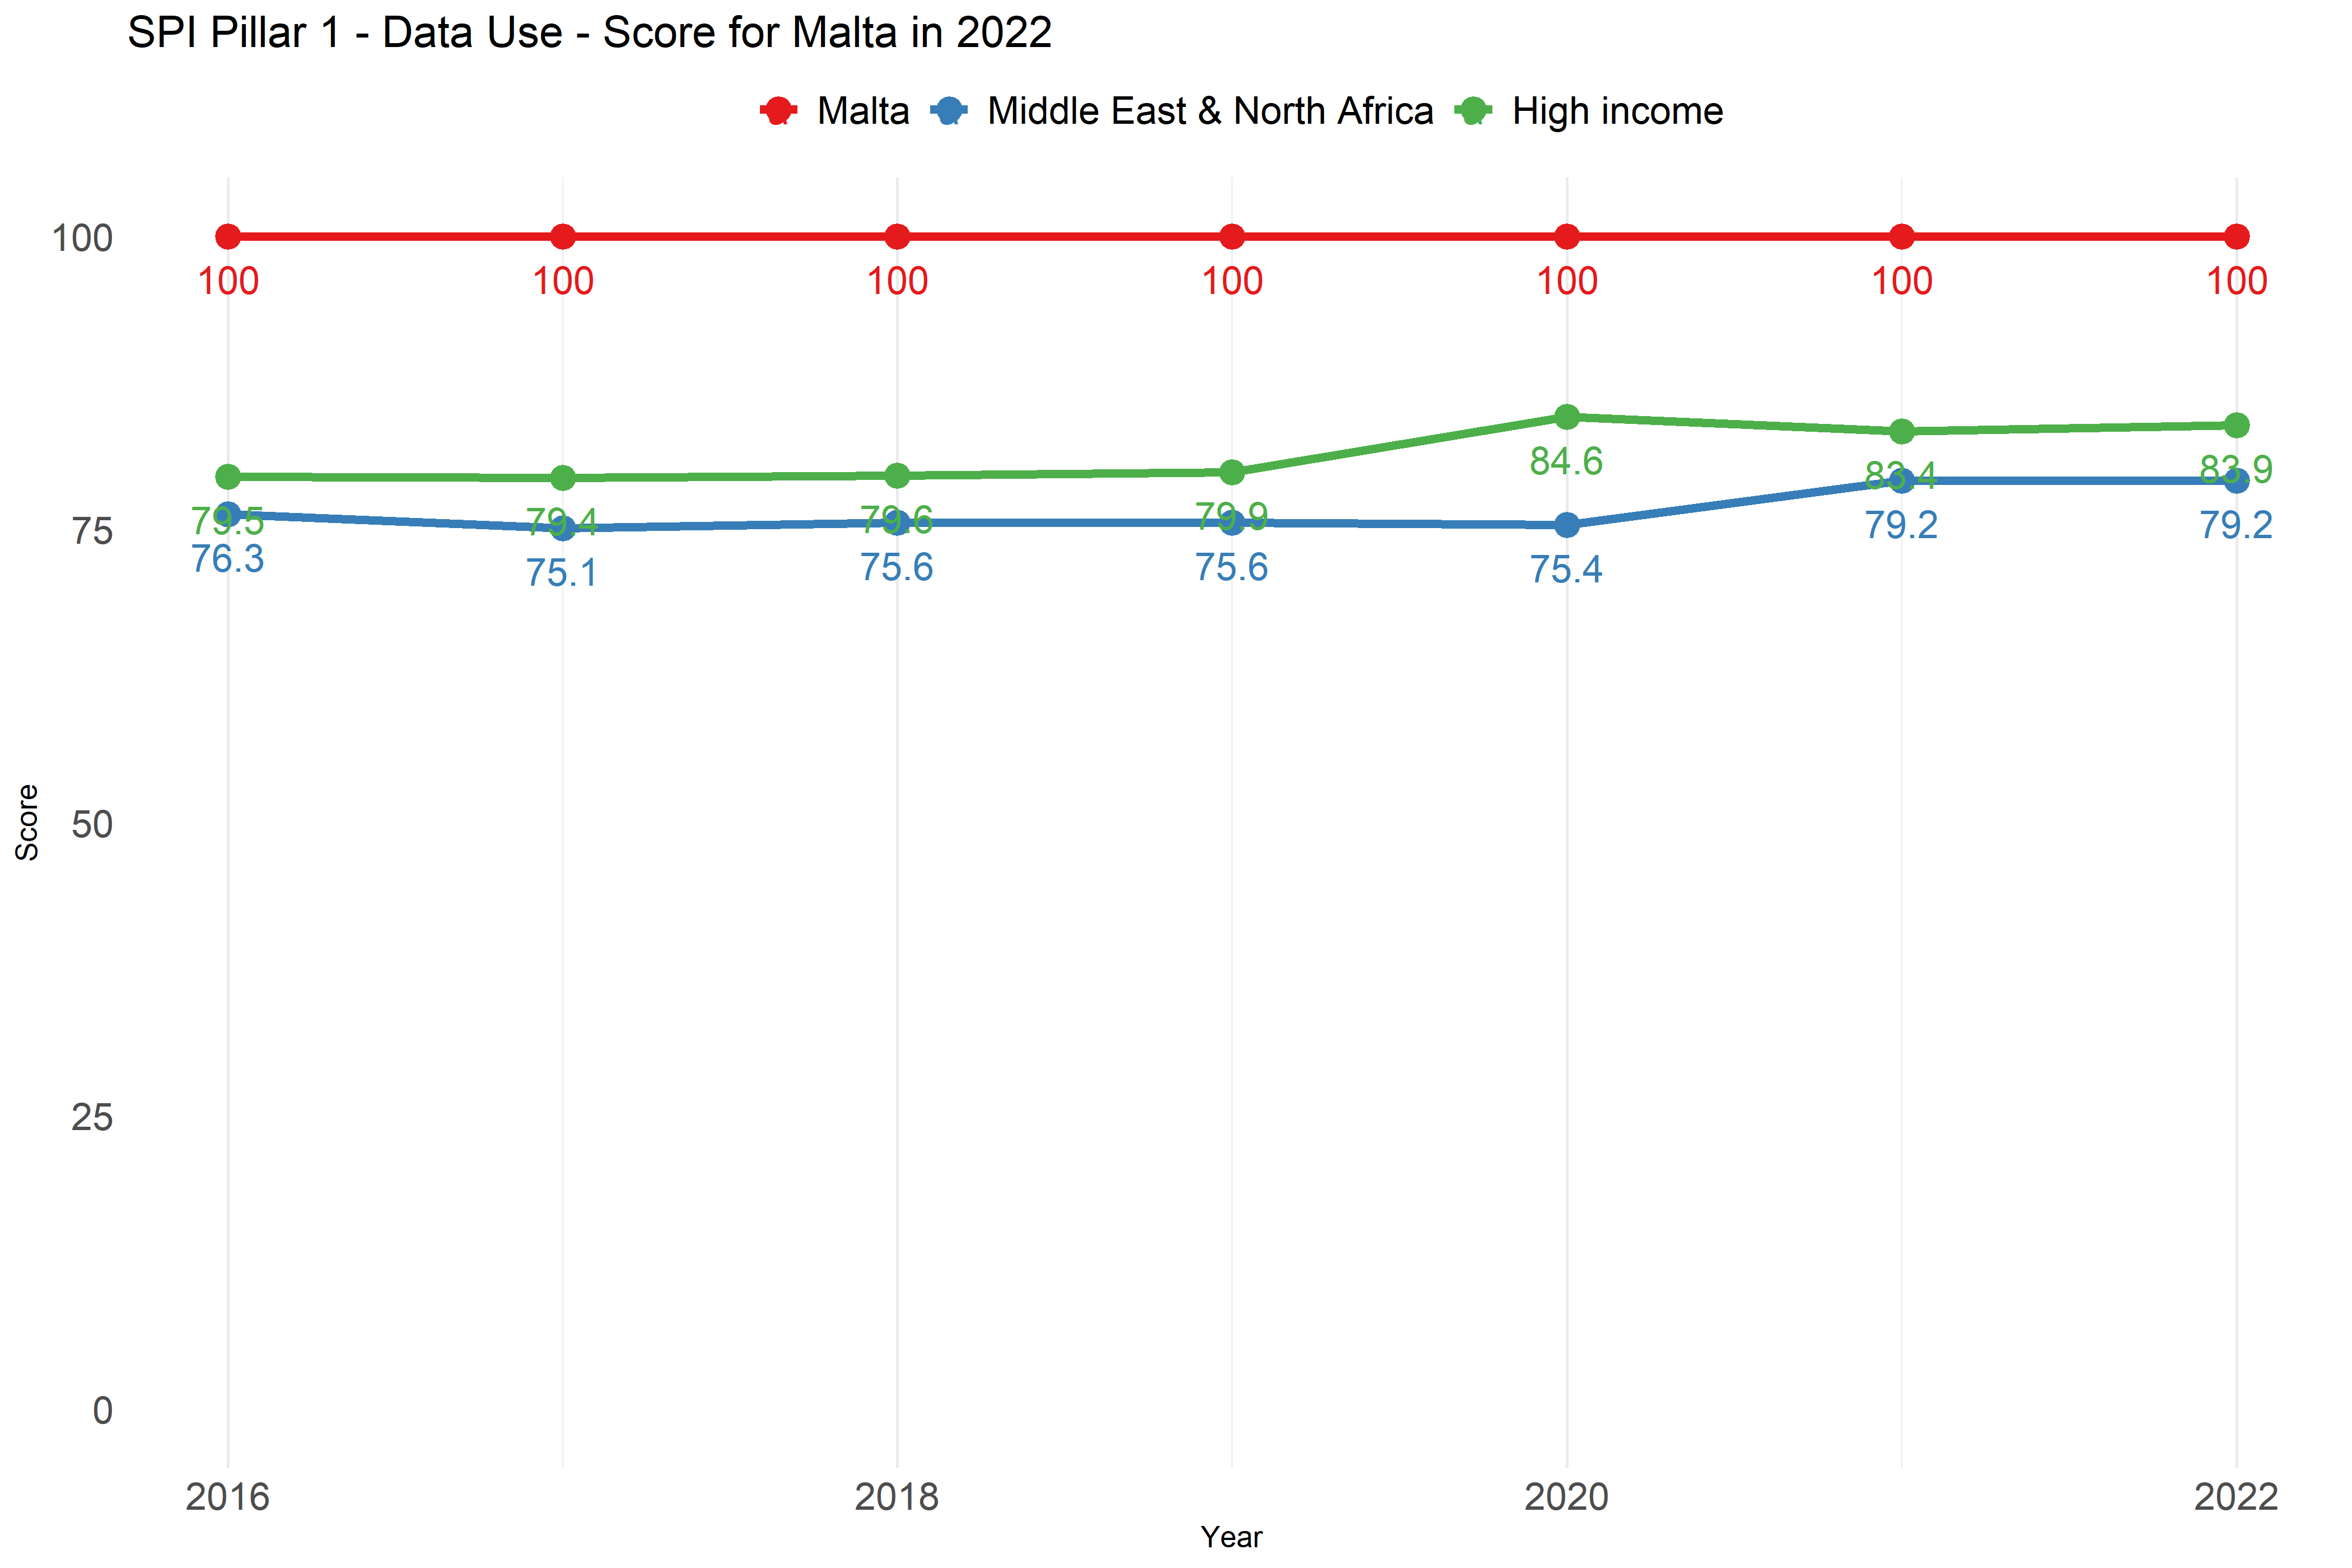 SPI Pillar 1 - Data Use - Score for Malta in 2022
Malta Middle East & North Africa High income
100
100 100 100 100 100 100 100
84.6 83.4 83.9
79.5 79.4 79.6 79.9
75
76.3 75.1 75.6 75.6 75.4 79.2 79.2
Score
50
25
0
2016 2018 2020 2022
Year